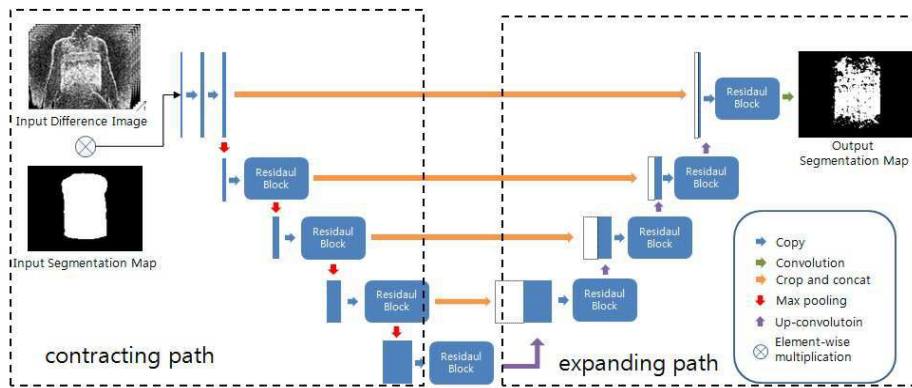 Input Difference Image
Input Segmentation Map
Residaul
Block
Residaul
Block
Residaul
Block
Residaul
Block
contracting path
Residaul
Block
Residaul
Block
Residaul
Block
Residaul
Block
Output
Segmentation Map
expanding path
Copy
Convolution
Crop and concat
Max pooling
Up-convolutoin
Element-wise
multiplication